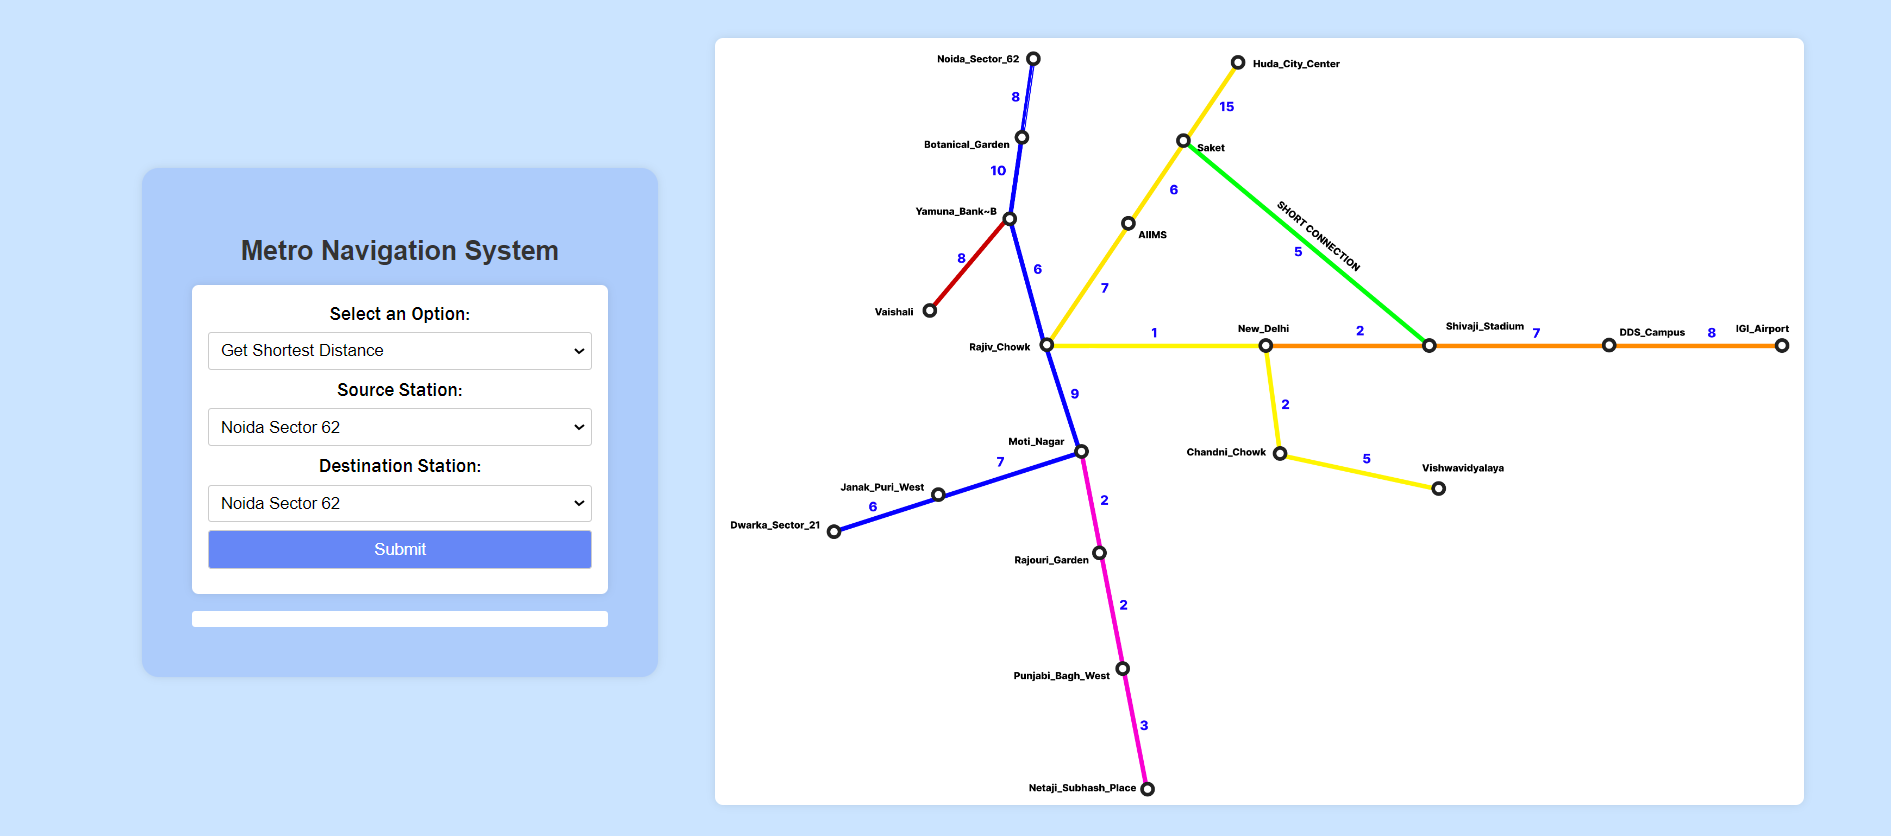 Metro Navigation System
Select an Option:
Get Shortest Distance
Source Station:
Noida Sector 62
Destination Station:
Noida Sector 62
Submit
Noida_Sector_62
Huda_City_Center
8
15
Botanical_Garden
Saket
10
6
Yamuna_Bank~B
AIIMS
SHORT CONNECTION
5
8
6
7
Vaishali
Rajiv_Chowk
1
New_Delhi
2
Shivaji_Stadium
7
DDS_Campus
8
IGI_Airport
9
2
Moti_Nagar
Chandni_Chowk
5
Vishwavidyalaya
7
Janak_Puri_West
6
2
Dwarka_Sector_21
Rajouri_Garden
2
Punjabi_Bagh_West
3
Netaji_Subhash_Place